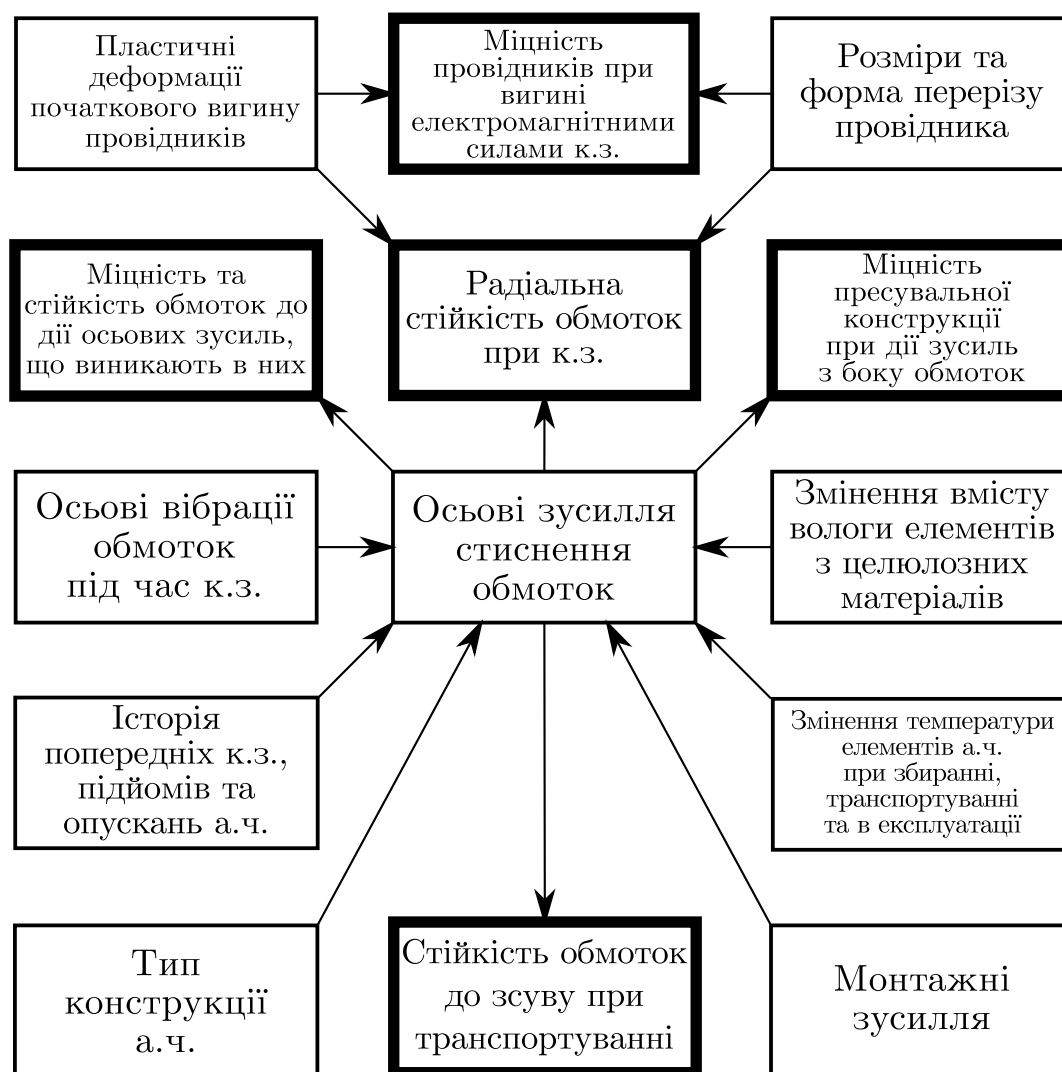 Пластичні
деформації
початкового вигину
провідників
Міцність
провідників при
вигині
електромагнітними
силами к.з.
Розміри та
форма перерізу
провідника
Міцність та
стійкість обмоток до
дії осьових зусиль,
що виникають в них
Радіальна
стійкість обмоток
при к.з.
Міцність
пресувальної
конструкції
при дії зусиль
з боку обмоток
Осьові вібрації
обмоток
під час к.з.
Осьові зусилля
стиснення
обмоток
Змінення вмісту
вологи елементів
з целюлозних
матеріалів
Історія
попередніх к.з.,
підйомів та
опускань а.ч.
Змінення температури
елементів а.ч.
при збиранні,
транспортуванні
та в експлуатації
Тип
конструкції
а.ч.
Стійкість обмоток
до зсуву при
транспортуванні
Монтажні
зусилля